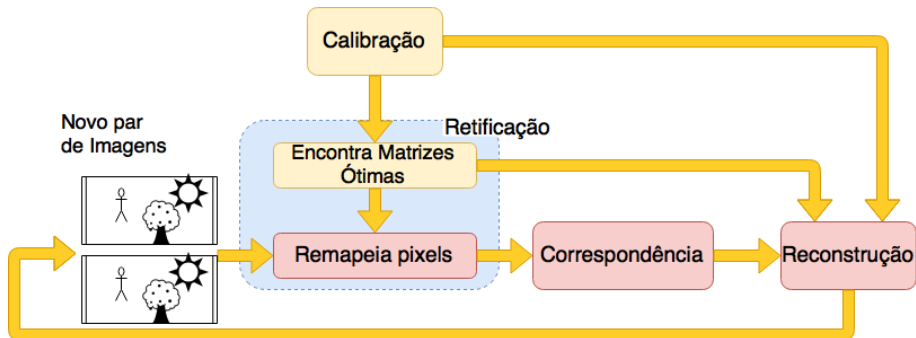 Calibração
Novo par
de Imagens
Retificação
Encontra Matrizes
Ótimas
Remapeia pixels
Correspondência
Reconstrução